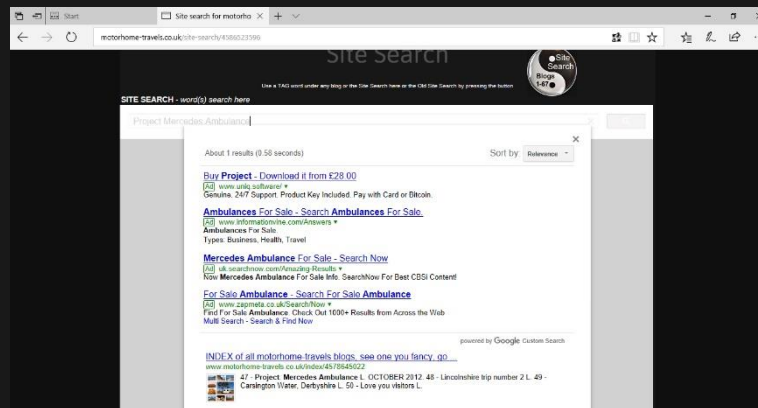 Start
Site search for motorho
motorhome-travels.co.uk/site-search/4586523596
Site Search
Site
Search
Blogs
1-67
Use a TAG word under any blog or the Site Search here or the Old Site Search by pressing the button
SITE SEARCH - word(s) search here
Project Mercedes Ambulance
About 1 results (0.58 seconds)
Sort by: Relevance
Buy Project - Download it from £28.00
Ad www.uniq.software/
Genuine. 24/7 Support. Product Key Included. Pay with Card or Bitcoin.
Ambulances For Sale - Search Ambulances For Sale.
Ad www.informationvine.com/Answers
Ambulances For Sale.
Types: Business, Health, Travel
Mercedes Ambulance For Sale - Search Now
Ad uk.searchnow.com/Amazing-Results
Now Mercedes Ambulance For Sale Info. SearchNow For Best CBSi Content!
For Sale Ambulance - Search For Sale Ambulance
Ad www.zapmeta.co.uk/Search/Now
Find For Sale Ambulance. Check Out 1000+ Results from Across the Web
Multi Search - Search & Find Now
powered by Google Custom Search
INDEX of all motorhome-travels blogs, see one you fancy, go ...
www.motorhome-travels.co.uk/index/4578645022
47 - Project. Mercedes Ambulance L. OCTOBER 2012. 48 - Lincolnshire trip number 2 L. 49 -
Carsington Water, Derbyshire L. 50 - Love you visitors L.